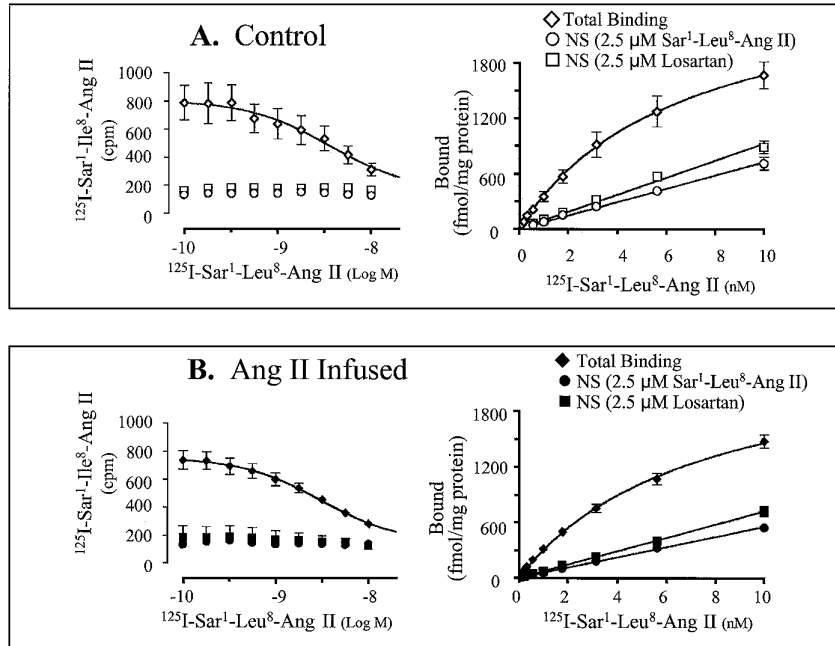 A. Control
Total Binding
NS (2.5 µM Sar¹-Leu⁸-Ang II)
NS (2.5 µM Losartan)
¹²⁵I-Sar¹-Ile⁸-Ang II
(cpm)
1000
800
600
400
200
0
-10 -9 -8
¹²⁵I-Sar¹-Leu⁸-Ang II (Log M)
Bound
(fmol/mg protein)
1800
1200
600
0
0 2 4 6 8 10
¹²⁵I-Sar¹-Leu⁸-Ang II (nM)
B. Ang II Infused
Total Binding
NS (2.5 µM Sar¹-Leu⁸-Ang II)
NS (2.5 µM Losartan)
¹²⁵I-Sar¹-Ile⁸-Ang II
(cpm)
1000
800
600
400
200
0
-10 -9 -8
¹²⁵I-Sar¹-Leu⁸-Ang II (Log M)
Bound
(fmol/mg protein)
1800
1200
600
0
0 2 4 6 8 10
¹²⁵I-Sar¹-Leu⁸-Ang II (nM)